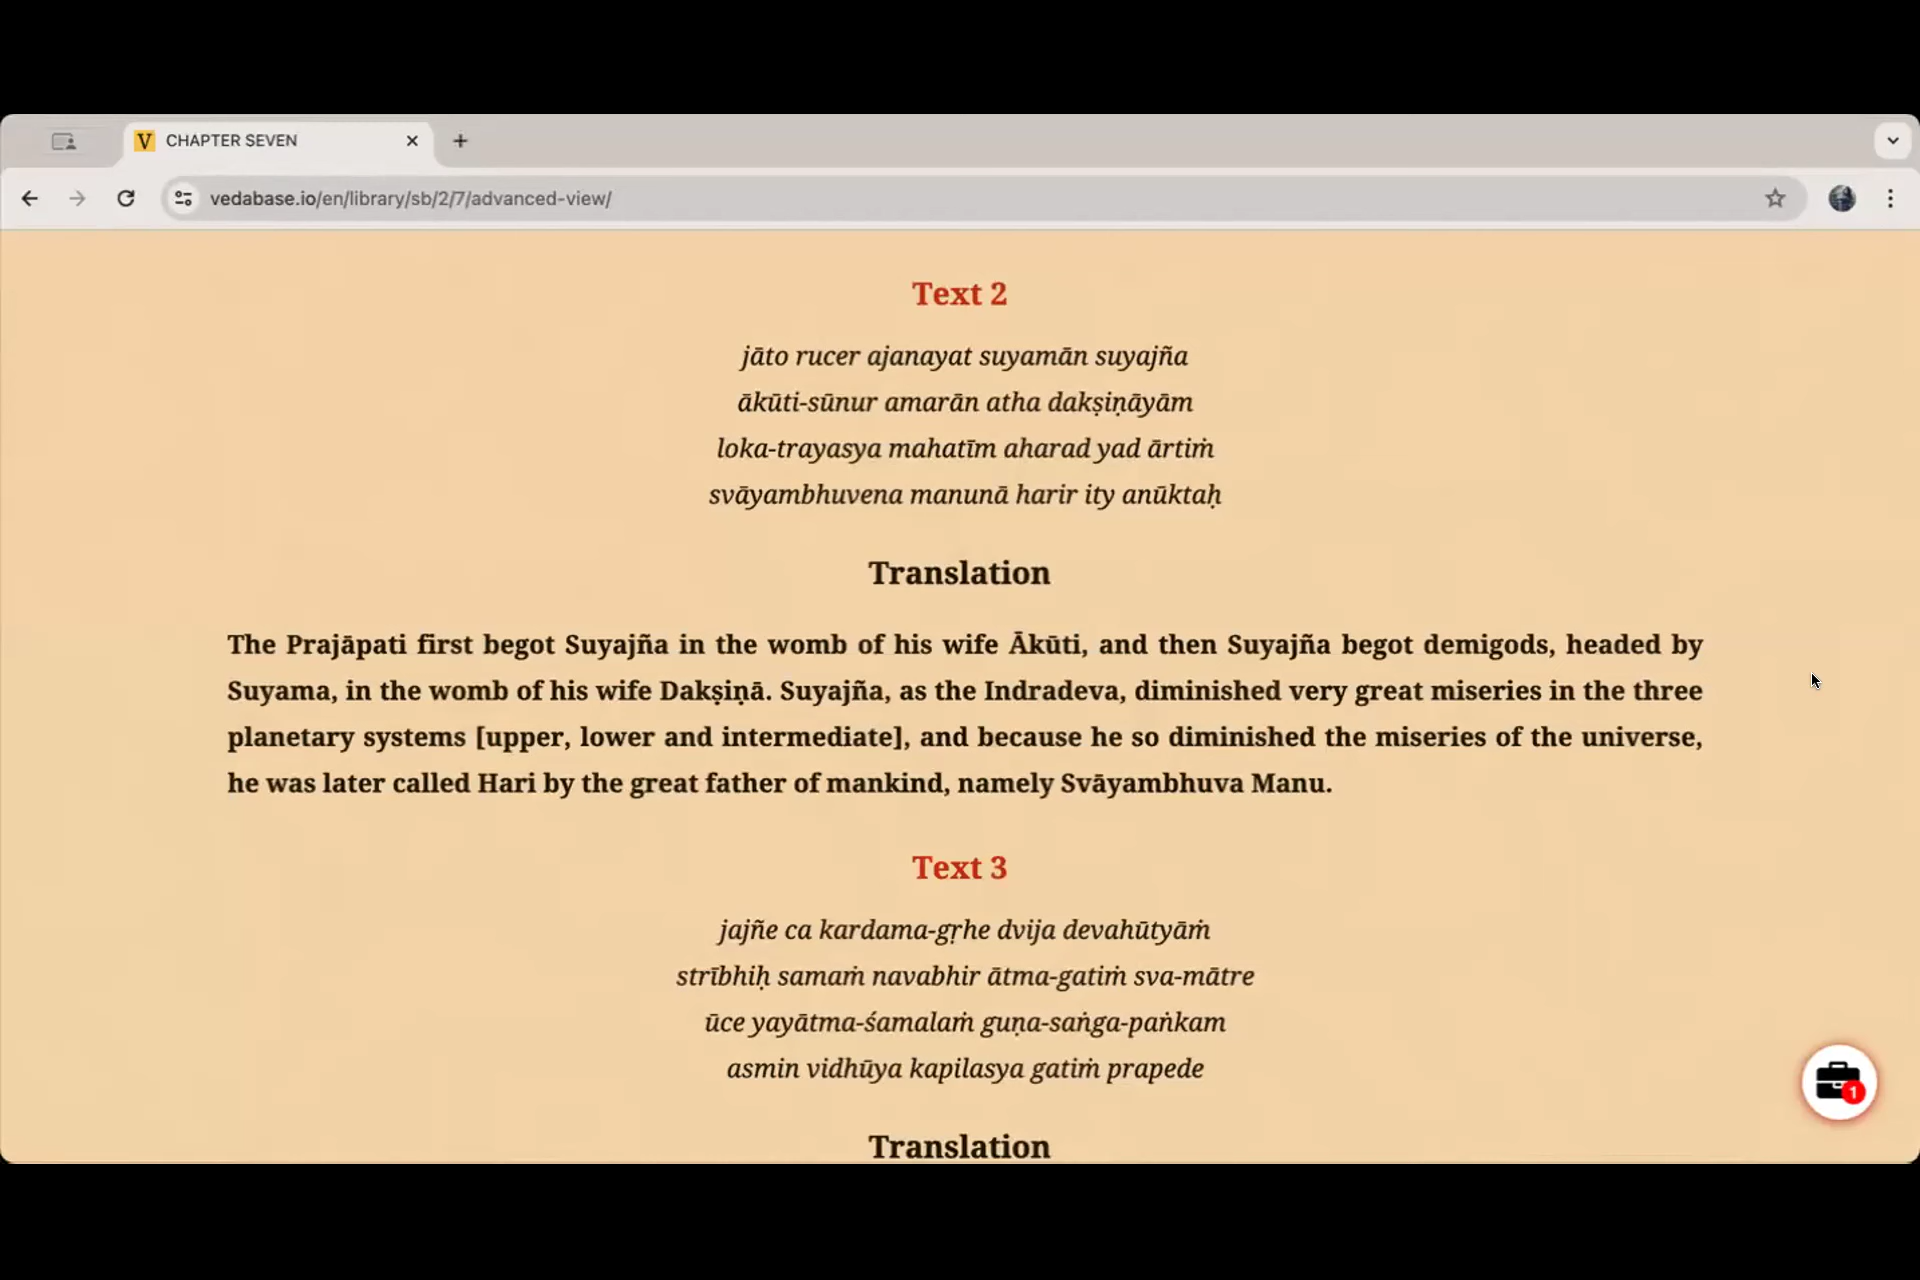 CHAPTER SEVEN
vedabase.io/en/library/sb/2/7/advanced-view/
Text 2
jāto rucer ajanayat suyamān suyajña
ākūti-sūnur amarān atha dakṣiṇāyām
loka-trayasya mahatīm aharad yad ārtiṁ
svāyambhuvena manunā harir ity anūktaḥ
Translation
The Prajāpati first begot Suyajña in the womb of his wife Ākūti, and then Suyajña begot demigods, headed by
Suyama, in the womb of his wife Dakṣiṇā. Suyajña, as the Indradeva, diminished very great miseries in the three
planetary systems [upper, lower and intermediate], and because he so diminished the miseries of the universe,
he was later called Hari by the great father of mankind, namely Svāyambhuva Manu.
Text 3
jajñe ca kardama-gṛhe dvija devahūtyāṁ
strībhiḥ samaṁ navabhir ātma-gatiṁ sva-mātre
ūce yayātma-śamalaṁ guṇa-saṅga-paṅkam
asmin vidhūya kapilasya gatiṁ prapede
1
Translation